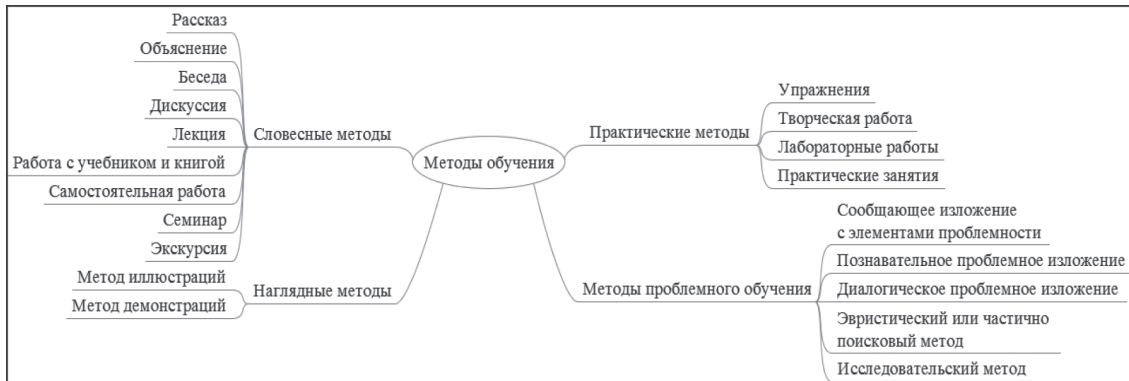 Рассказ
Объяснение
Беседа
Дискуссия
Лекция
Работа с учебником и книгой
Самостоятельная работа
Семинар
Экскурсия
Словесные методы
Метод иллюстраций
Метод демонстраций
Наглядные методы
Методы обучения
Практические методы
Упражнения
Творческая работа
Лабораторные работы
Практические занятия
Методы проблемного обучения
Сообщающее изложение
с элементами проблемности
Познавательное проблемное изложение
Диалогическое проблемное изложение
Эвристический или частично
поисковый метод
Исследовательский метод